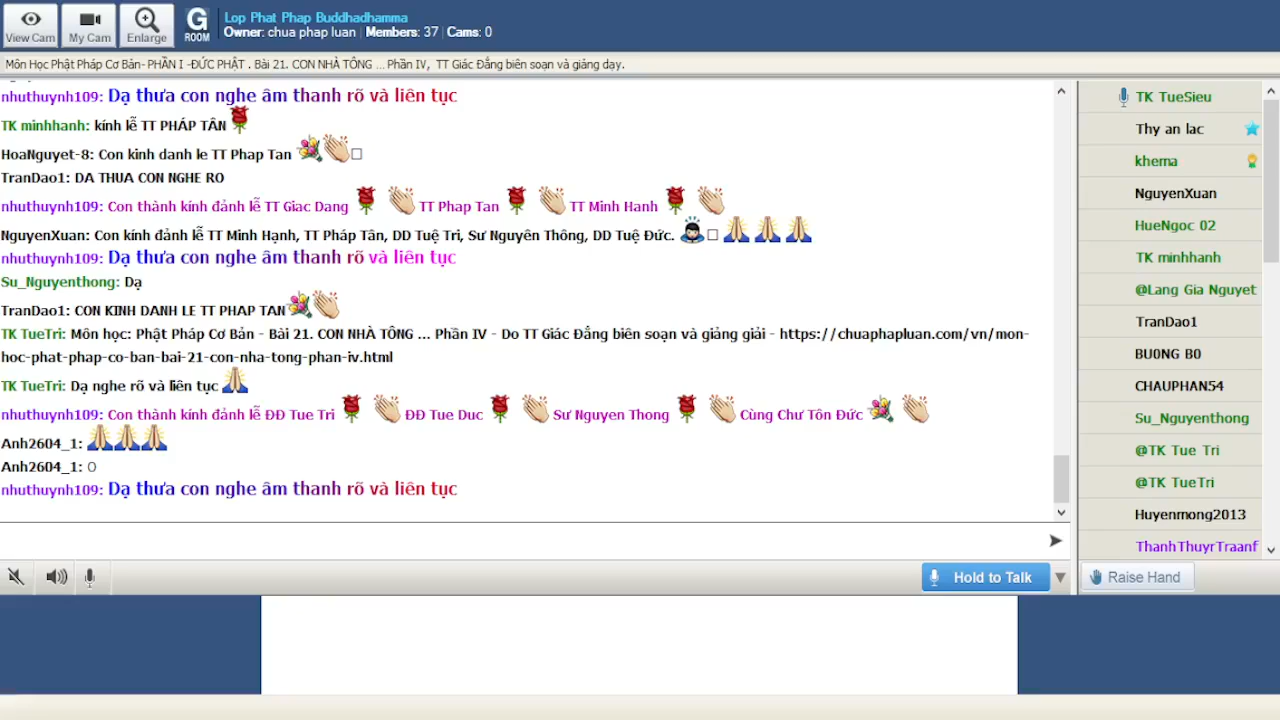 View Cam
My Cam
Enlarge
G
ROOM
Lop Phat Phap Buddhadhamma
Owner: chua phap luan | Members: 37 | Cams: 0
Môn Học Phật Pháp Cơ Bản- PHẦN I -ĐỨC PHẬT . Bài 21. CON NHÀ TÔNG ... Phần IV, TT Giác Đẳng biên soạn và giảng dạy.
nhuthuynh109: Dạ thưa con nghe âm thanh rõ và liên tục
TK minhhanh: kính lễ TT PHÁP TÂN
HoaNguyet-8: Con kinh danh le TT Phap Tan
TranDao1: DA THUA CON NGHE RO
nhuthuynh109: Con thành kính đảnh lễ TT Giac Dang TT Phap Tan TT Minh Hanh
NguyenXuan: Con kính đảnh lễ TT Minh Hạnh, TT Pháp Tân, DD Tuệ Tri, Sư Nguyên Thông, DD Tuệ Đức.
nhuthuynh109: Dạ thưa con nghe âm thanh rõ và liên tục
Su_Nguyenthong: Dạ
TranDao1: CON KINH DANH LE TT PHAP TAN
TK TueTri: Môn học: Phật Pháp Cơ Bản - Bài 21. CON NHÀ TÔNG ... Phần IV - Do TT Giác Đẳng biên soạn và giảng giải - https://chuaphapluan.com/vn/mon-
hoc-phat-phap-co-ban-bai-21-con-nha-tong-phan-iv.html
TK TueTri: Dạ nghe rõ và liên tục
nhuthuynh109: Con thành kính đảnh lễ ĐĐ Tue Tri ĐĐ Tue Duc Sư Nguyen Thong Cùng Chư Tôn Đức
Anh2604_1:
Anh2604_1: O
nhuthuynh109: Dạ thưa con nghe âm thanh rõ và liên tục
Hold to Talk
TK TueSieu
Thy an lac
khema
NguyenXuan
HueNgoc 02
TK minhhanh
@Lang Gia Nguyet
TranDao1
BU0NG B0
CHAUPHAN54
Su_Nguyenthong
@TK Tue Tri
@TK TueTri
Huyenmong2013
ThanhThuyrTraanf
Raise Hand